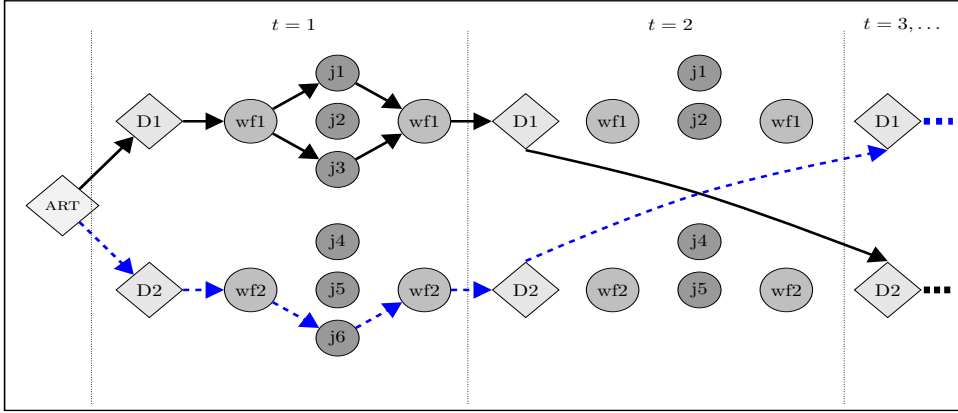 t = 1
t = 2
t = 3, . . .
j1
j1
D1
wf1
j2
wf1
D1
wf1
j2
wf1
D1
j3
ART
j4
j4
D2
wf2
j5
wf2
D2
wf2
j5
wf2
D2
j6